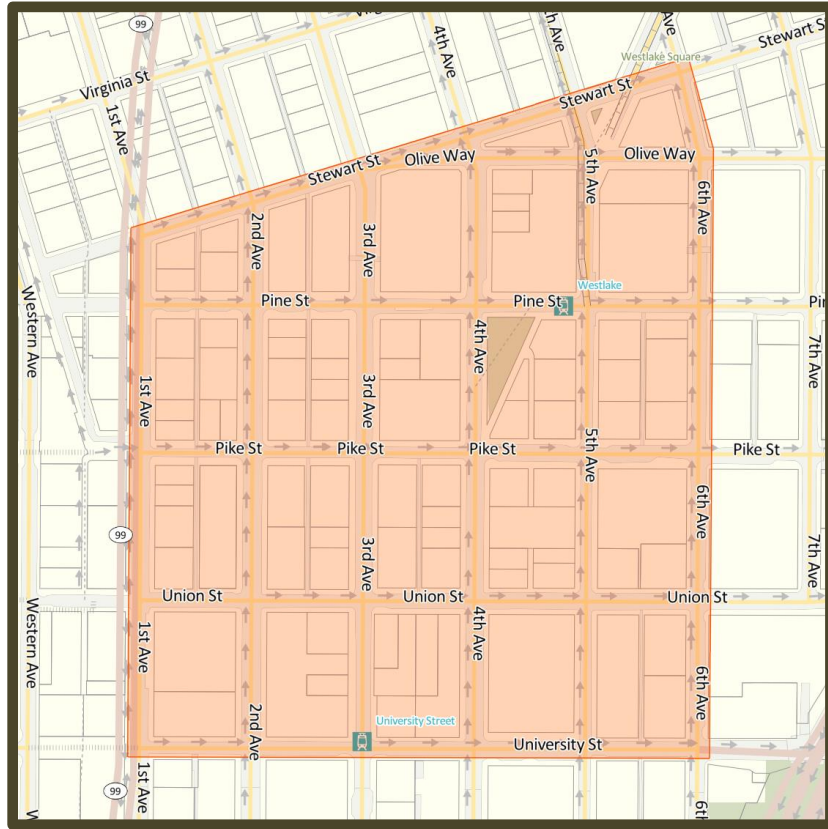 99
Virginia St
1st Ave
4th Ave
Ave
Westlake Square
Stewart St
Stewart St
Stewart St
Olive Way
5th Ave
Olive Way
6th Ave
2nd Ave
3rd Ave
Western Ave
Pine St
Pine St
Westlake
1st Ave
3rd Ave
4th Ave
7th Ave
Pike St
Pike St
Pike St
5th Ave
Pike St
99
3rd Ave
6th Ave
7th Ave
Western Ave
Union St
Union St
Union St
1st Ave
4th Ave
6th Ave
2nd Ave
University Street
University St
99
1st Ave
6th